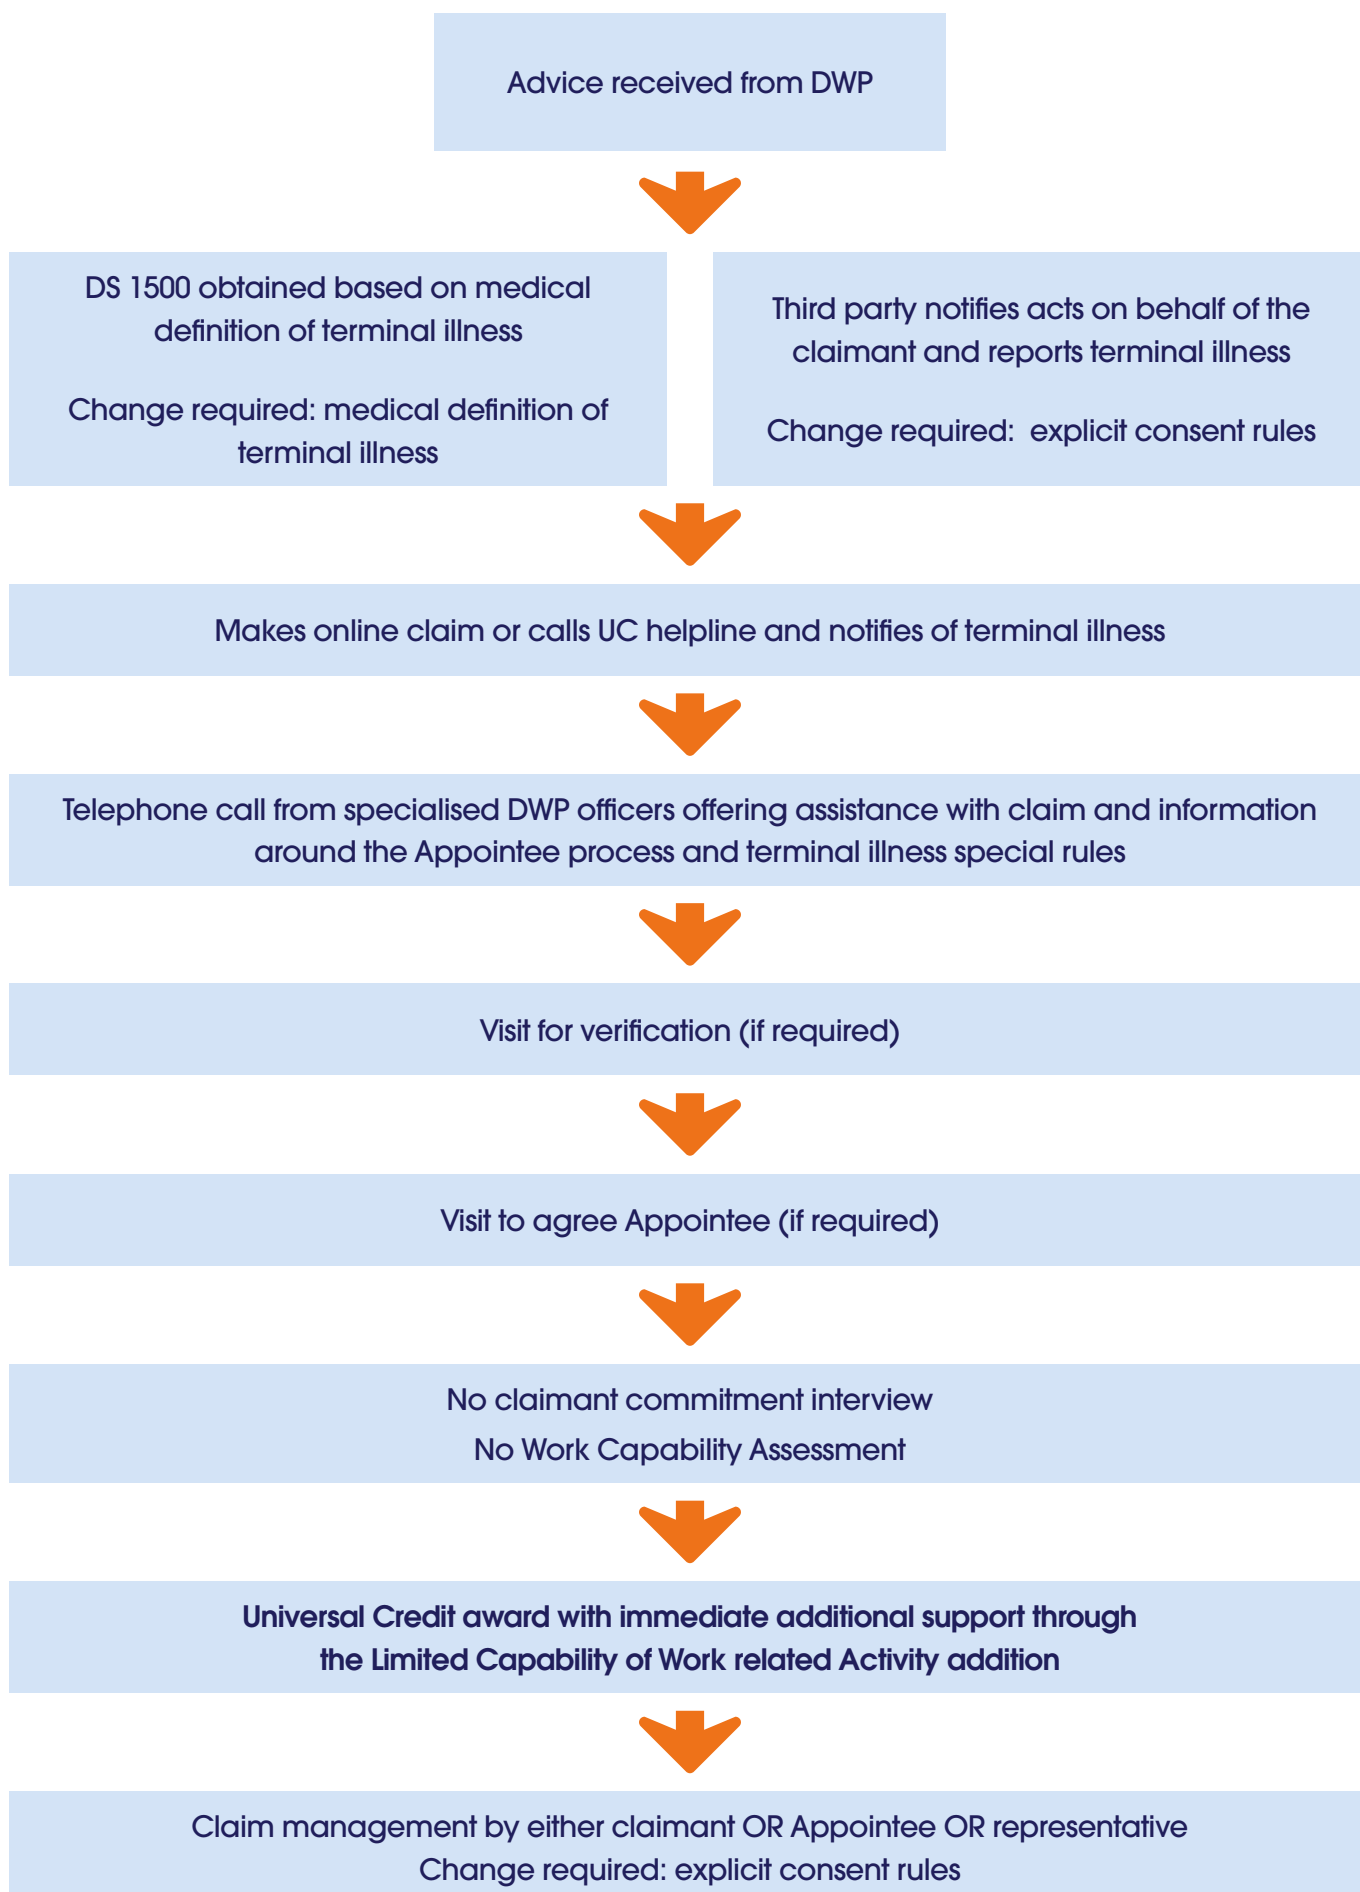 Advice received from DWP
DS 1500 obtained based on medical
definition of terminal illness
Change required: medical definition of
terminal illness
Third party notifies acts on behalf of the
claimant and reports terminal illness
Change required:  explicit consent rules
Makes online claim or calls UC helpline and notifies of terminal illness
Telephone call from specialised DWP officers offering assistance with claim and information
around the Appointee process and terminal illness special rules
Visit for verification (if required)
Visit to agree Appointee (if required)
No claimant commitment interview
No Work Capability Assessment
Universal Credit award with immediate additional support through
the Limited Capability of Work related Activity addition
Claim management by either claimant OR Appointee OR representative
Change required: explicit consent rules